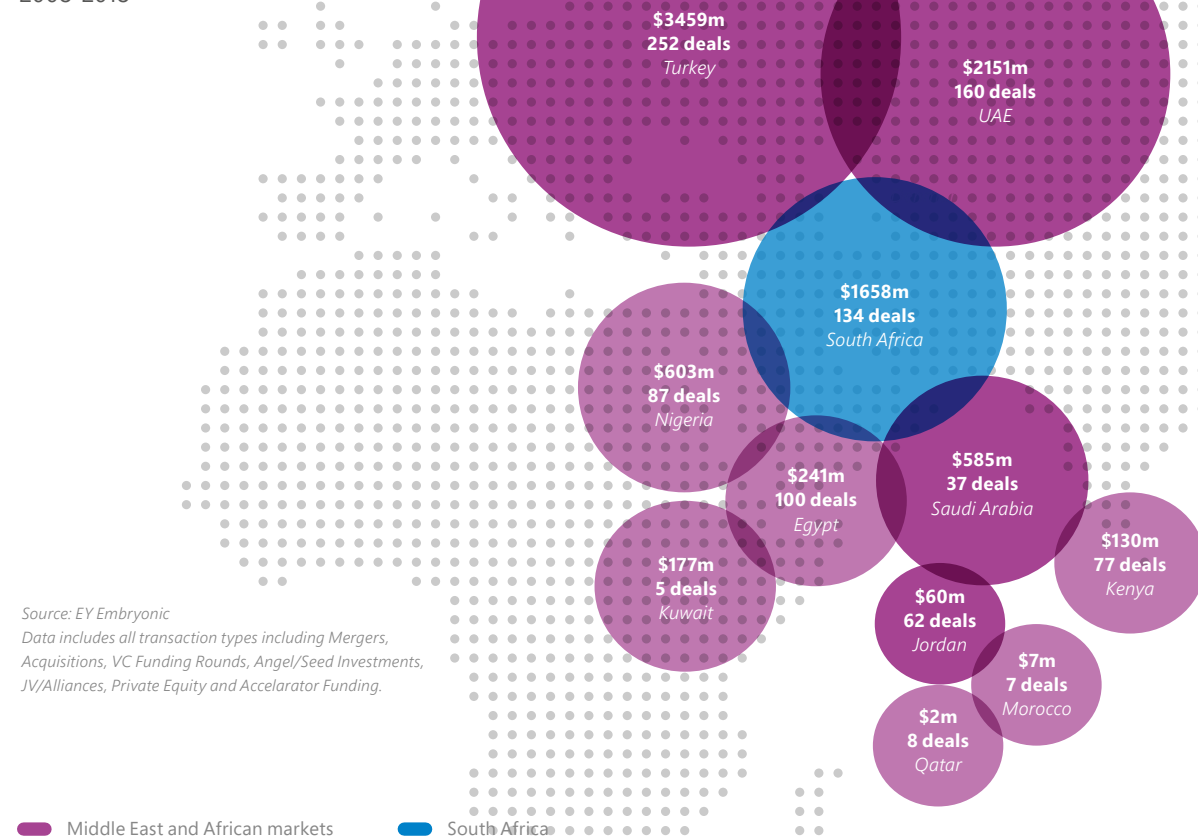 $3459m
252 deals
Turkey
$2151m
160 deals
UAE
$1658m
134 deals
South Africa
$603m
87 deals
Nigeria
$241m
100 deals
Egypt
$585m
37 deals
Saudi Arabia
$177m
5 deals
Kuwait
$130m
77 deals
Kenya
$60m
62 deals
Jordan
$7m
7 deals
Morocco
$2m
8 deals
Qatar
Source: EY Embryonic
Data includes all transaction types including Mergers,
Acquisitions, VC Funding Rounds, Angel/Seed Investments,
JV/Alliances, Private Equity and Accelarator Funding.
Middle East and African markets
South Africa